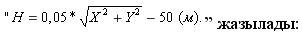 "H = 0,05*√(X² + Y²) − 50 (м).” жазылады: